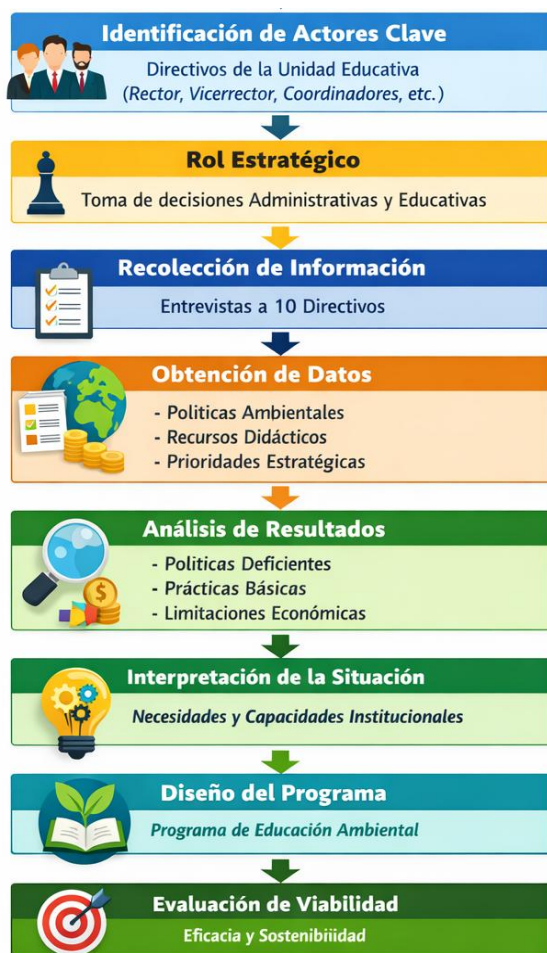 Identificación de Actores Clave
Directivos de la Unidad Educativa
(Rector, Vicerrector, Coordinadores, etc.)
Rol Estratégico
Toma de decisiones Administrativas y Educativas
Recolección de Información
Entrevistas a 10 Directivos
Obtención de Datos
- Politicas Ambientales
- Recursos Didácticos
- Prioridades Estratégicas
Análisis de Resultados
- Politicas Deficientes
- Prácticas Básicas
- Limitaciones Económicas
$
Interpretación de la Situación
Necesidades y Capacidades Institucionales
Diseño del Programa
Programa de Educación Ambiental
Evaluación de Viabilidad
Eficacia y Sostenibiiidad